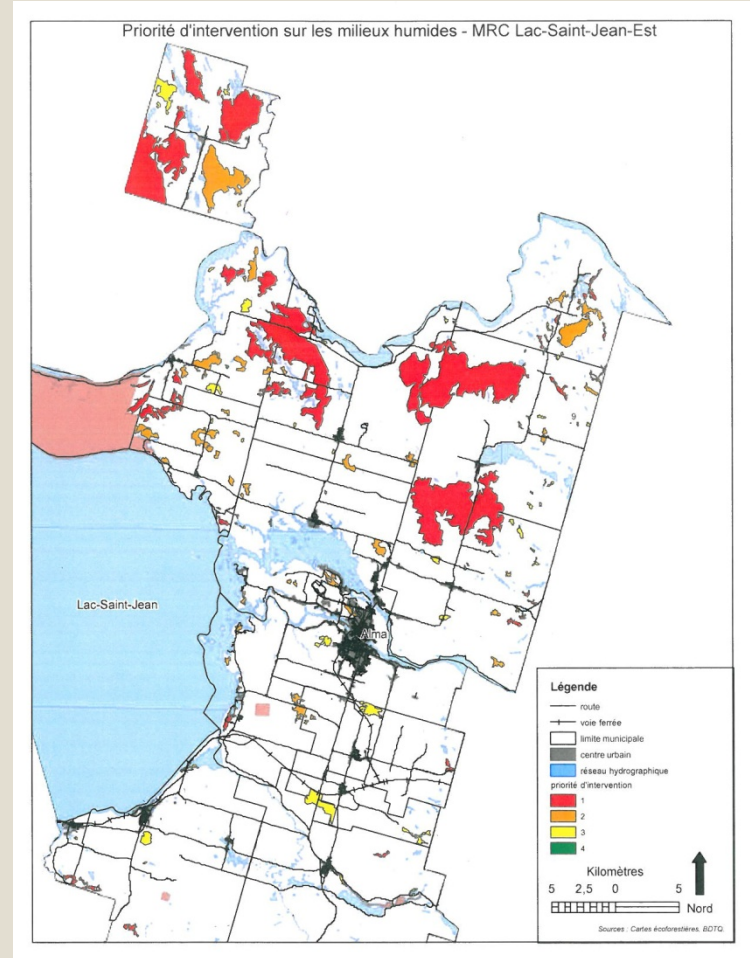 Priorité d'intervention sur les milieux humides - MRC Lac-Saint-Jean-Est
9
Lac-Saint-Jean
Alma
Légende
route
voie ferrée
limite municipale
centre urbain
réseau hydrographique
priorité d'intervention
1
2
3
4
Kilomètres
5 2,5 0 5
Nord
Sources : Cartes écoforestières, BDTQ.